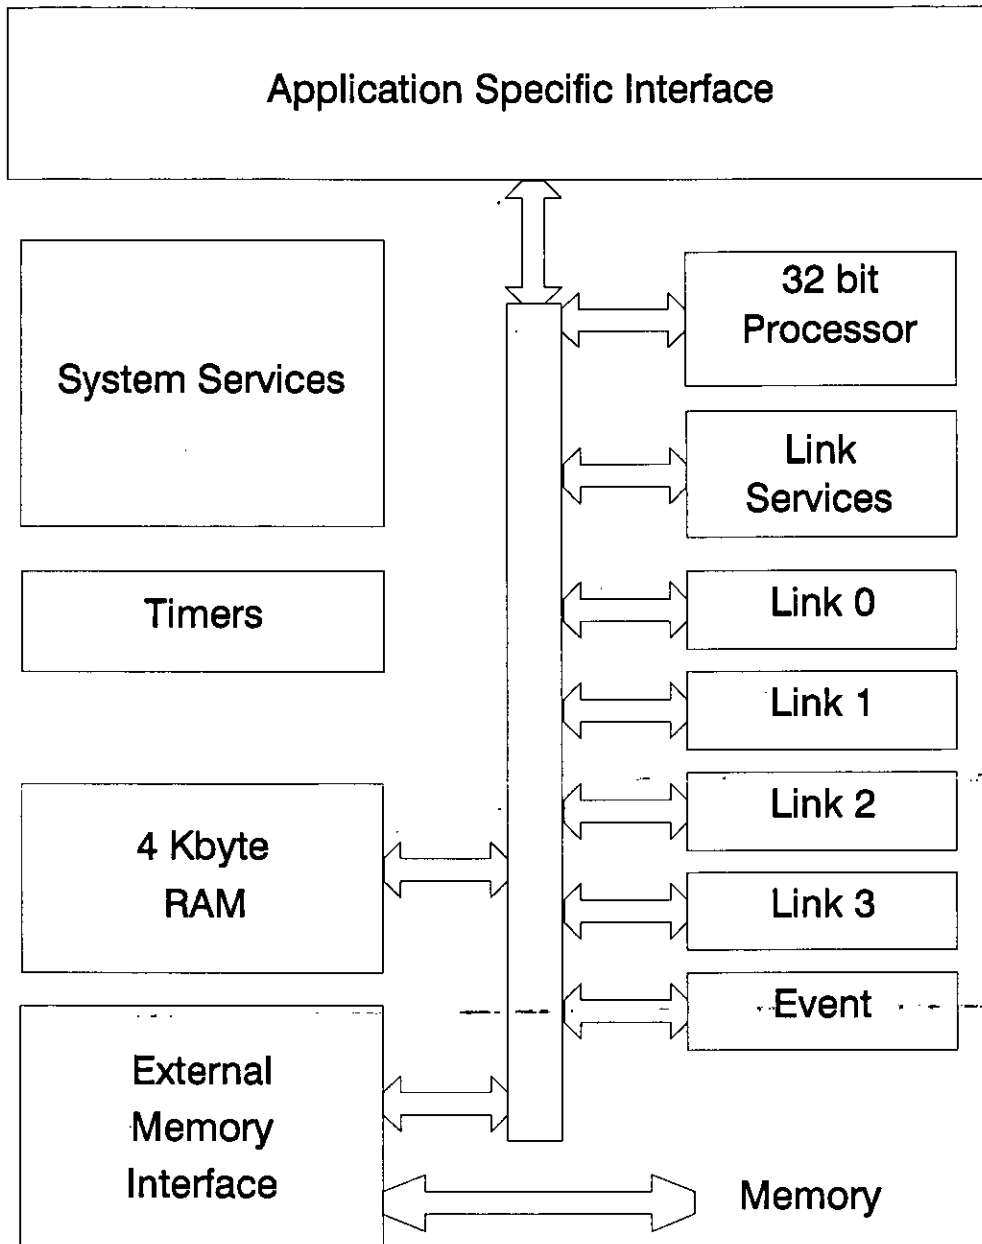 Application Specific Interface
System Services
32 bit
Processor
Link
Services
Timers
Link 0
Link 1
4 Kbyte
RAM
Link 2
Link 3
Event
External
Memory
Interface
Memory